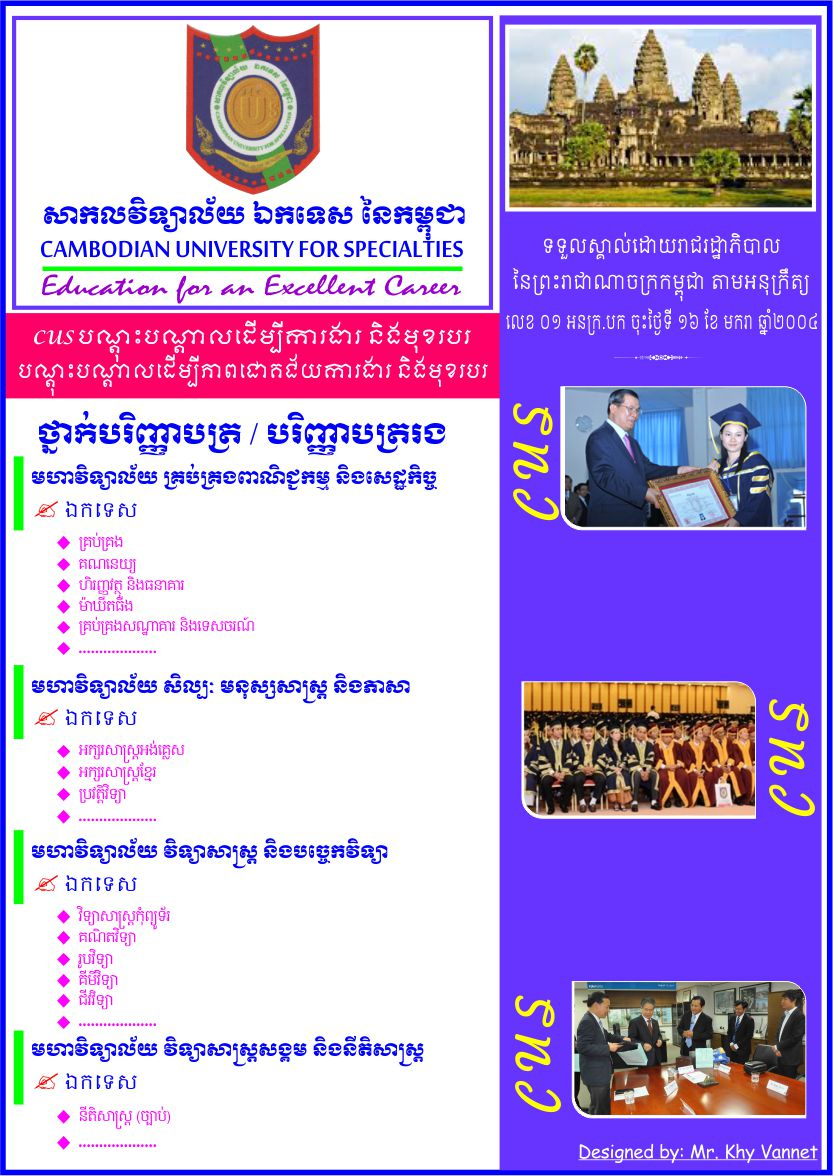 សាកលវិទ្យាល័យ ឯកទេស នៃកម្ពុជា
CAMBODIAN UNIVERSITY FOR SPECIALTIES
Education for an Excellent Career
CUS បណ្តុះបណ្តាលដើម្បីការងារ និងមុខរបរ
បណ្តុះបណ្តាលដើម្បីភាពជោគជ័យការងារ និងមុខរបរ
ថ្នាក់បរិញ្ញាបត្រ / បរិញ្ញាបត្ររង
មហាវិទ្យាល័យ គ្រប់គ្រងពាណិជ្ជកម្ម និងសេដ្ឋកិច្ច
ឯកទេស
គ្រប់គ្រង
គណនេយ្យ
ហិរញ្ញវត្ថុ និងធនាគារ
ម៉ាឃីតធីង
គ្រប់គ្រងសណ្ឋាគារ និងទេសចរណ៍
...................
មហាវិទ្យាល័យ សិល្បៈ មនុស្សសាស្ត្រ និងភាសា
ឯកទេស
អក្សរសាស្ត្រអង់គ្លេស
អក្សរសាស្ត្រខ្មែរ
ប្រវត្តិវិទ្យា
...................
មហាវិទ្យាល័យ វិទ្យាសាស្ត្រ និងបច្ចេកវិទ្យា
ឯកទេស
វិទ្យាសាស្ត្រកុំព្យូទ័រ
គណិតវិទ្យា
រូបវិទ្យា
គីមីវិទ្យា
ជីវវិទ្យា
...................
មហាវិទ្យាល័យ វិទ្យាសាស្ត្រសង្គម និងនីតិសាស្ត្រ
ឯកទេស
នីតិសាស្ត្រ (ច្បាប់)
...................
ទទួលស្គាល់ដោយរាជរដ្ឋាភិបាល
នៃព្រះរាជាណាចក្រកម្ពុជា តាមអនុក្រឹត្យ
លេខ ០១ អនក្រ.បក ចុះថ្ងៃទី ១៦ ខែ មករា ឆ្នាំ២០០៤
CUS
CUS
CUS
Designed by: Mr. Khy Vannet